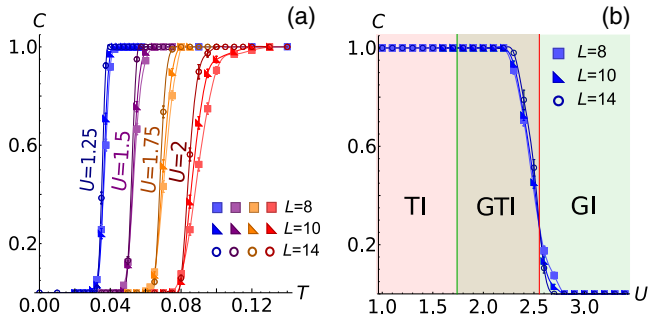 C (a)
1.0
0.6
0.2
U=1.25 U=1.5 U=1.75 U=2
L=8
L=10
L=14
0.00 0.04 0.08 0.12 T
C (b)
1.0
0.6
0.2
L=8
L=10
L=14
TI GTI GI
1.0 1.5 2.0 2.5 3.0 U